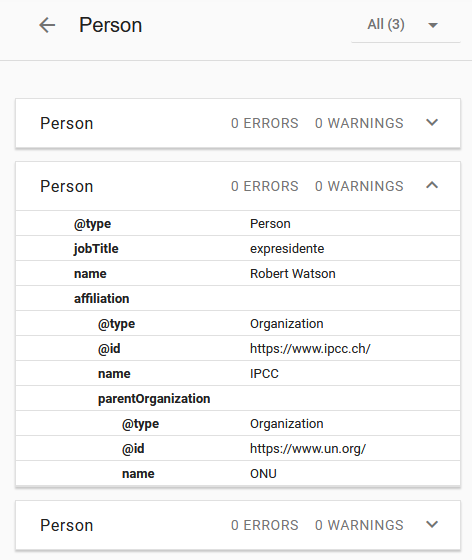 Person All (3)
Person 0 ERRORS 0 WARNINGS
Person 0 ERRORS 0 WARNINGS
@type Person
jobTitle expresidente
name Robert Watson
affiliation
@type Organization
@id https://www.ipcc.ch/
name IPCC
parentOrganization
@type Organization
@id https://www.un.org/
name ONU
Person 0 ERRORS 0 WARNINGS